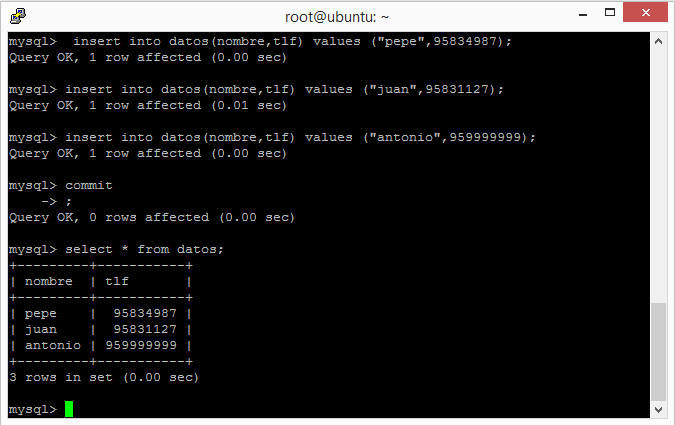 root@ubuntu: ~
mysql>  insert into datos(nombre,tlf) values ("pepe",95834987);
Query OK, 1 row affected (0.00 sec)
mysql> insert into datos(nombre,tlf) values ("juan",95831127);
Query OK, 1 row affected (0.01 sec)
mysql> insert into datos(nombre,tlf) values ("antonio",959999999);
Query OK, 1 row affected (0.00 sec)
mysql> commit
    -> ;
Query OK, 0 rows affected (0.00 sec)
mysql> select * from datos;
+---------+-----------+
| nombre  | tlf       |
+---------+-----------+
| pepe    |  95834987 |
| juan    |  95831127 |
| antonio | 959999999 |
+---------+-----------+
3 rows in set (0.00 sec)
mysql>